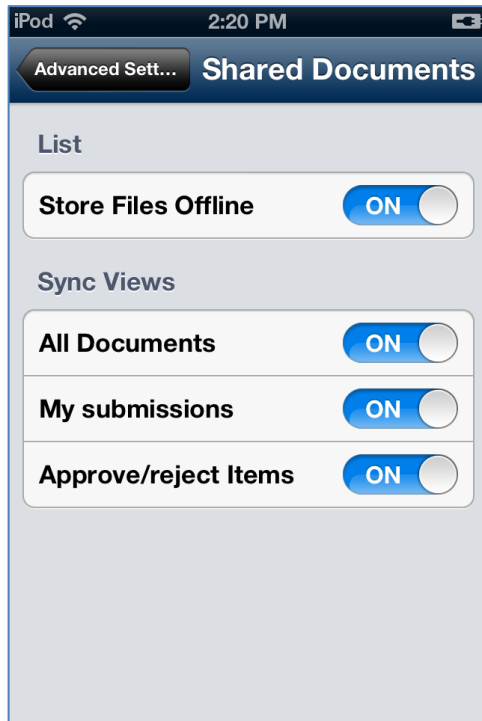 iPod 2:20 PM
Advanced Sett... Shared Documents
List
Store Files Offline ON
Sync Views
All Documents ON
My submissions ON
Approve/reject Items ON